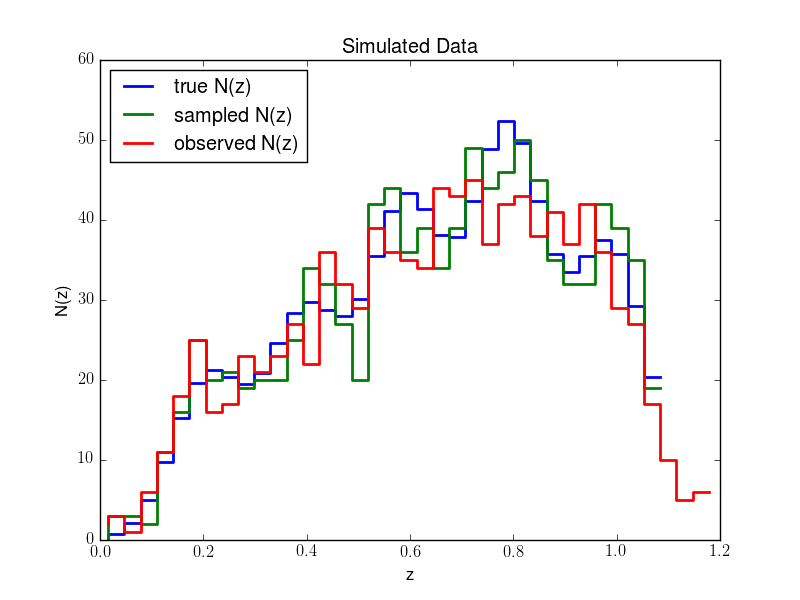 Simulated Data
60
true N(z)
sampled N(z)
observed N(z)
50
40
30
N(z)
20
10
0
0.0 0.2 0.4 0.6 0.8 1.0 1.2
z